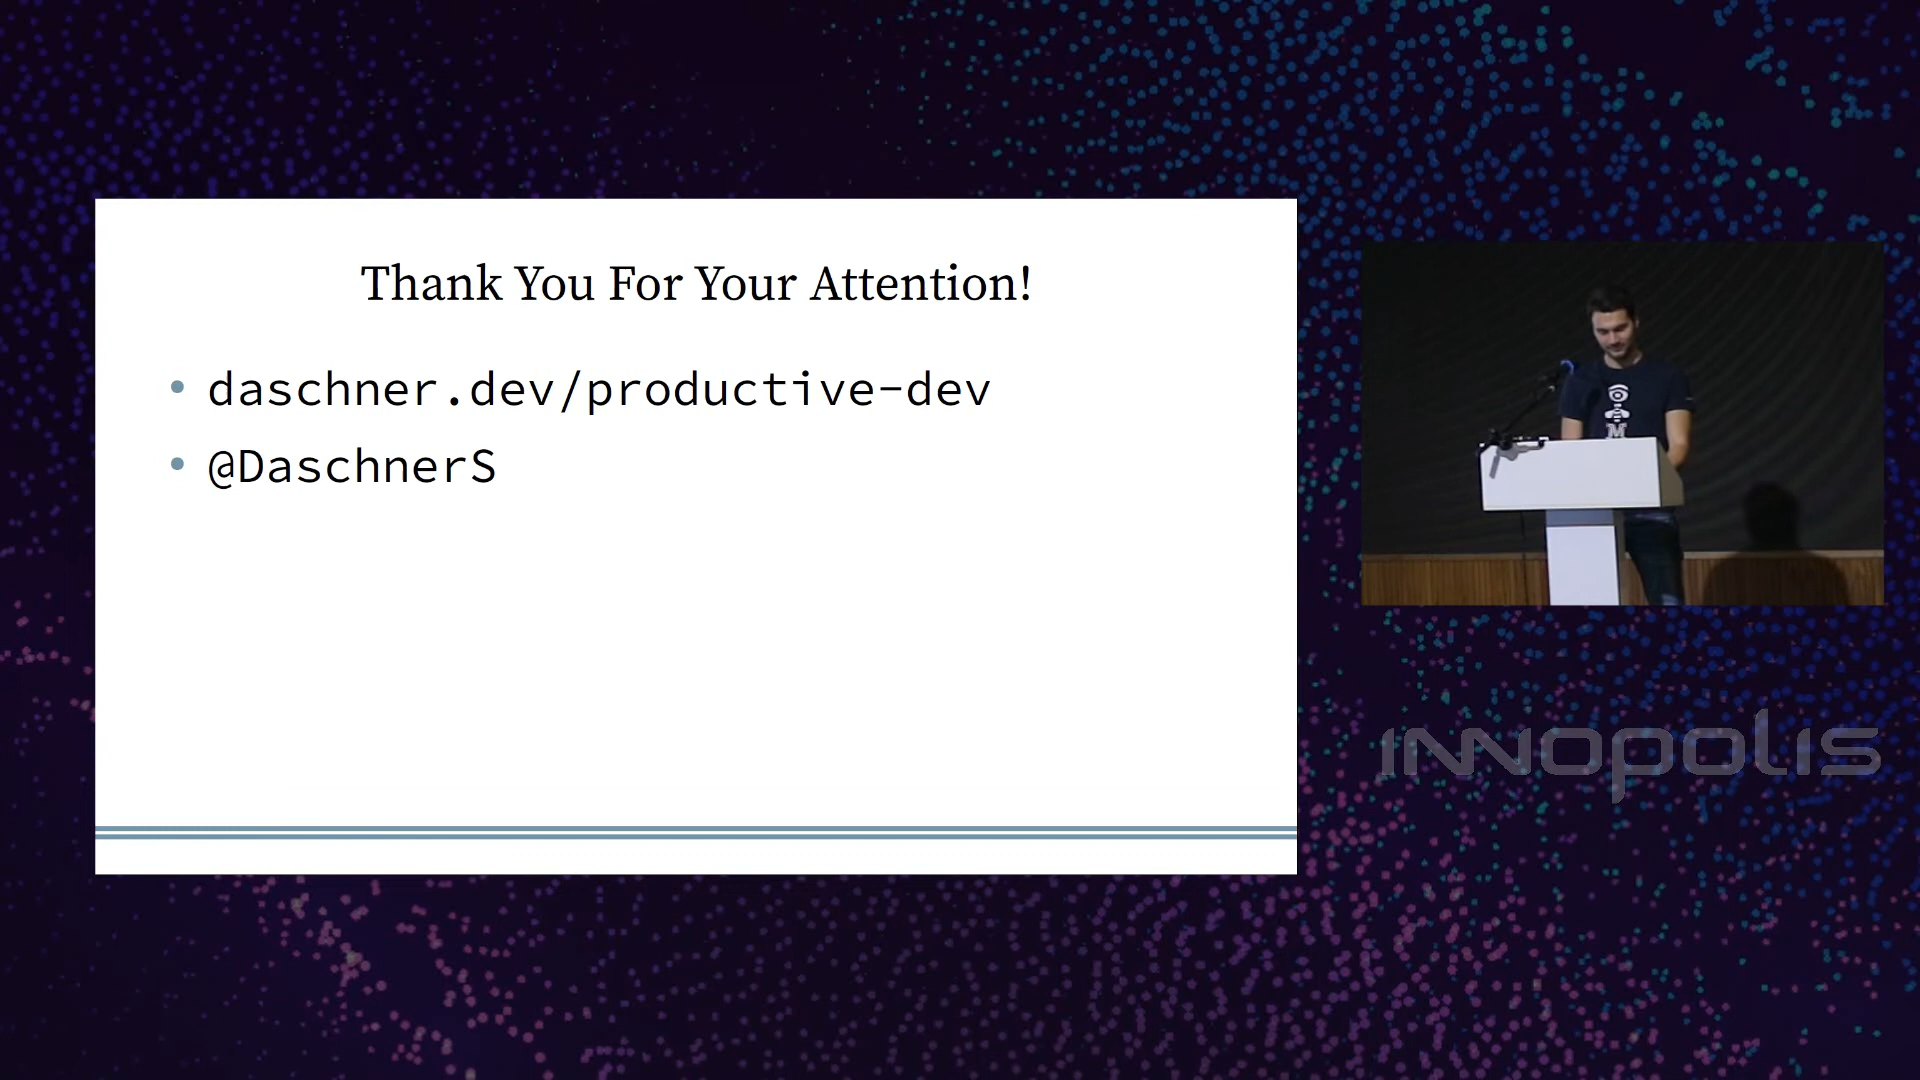 Thank You For Your Attention!
daschner.dev/productive-dev
@DaschnerS
M
INNOPOLIS